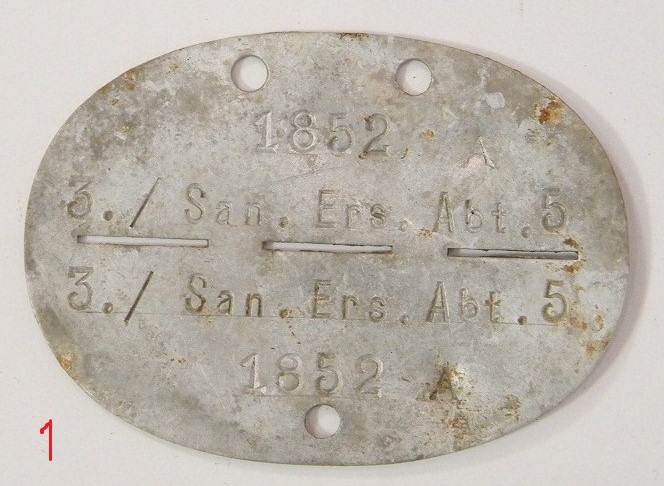 1852 A
3./ San. Ers. Abt. 5
3./ San. Ers. Abt. 5
1852 A
1